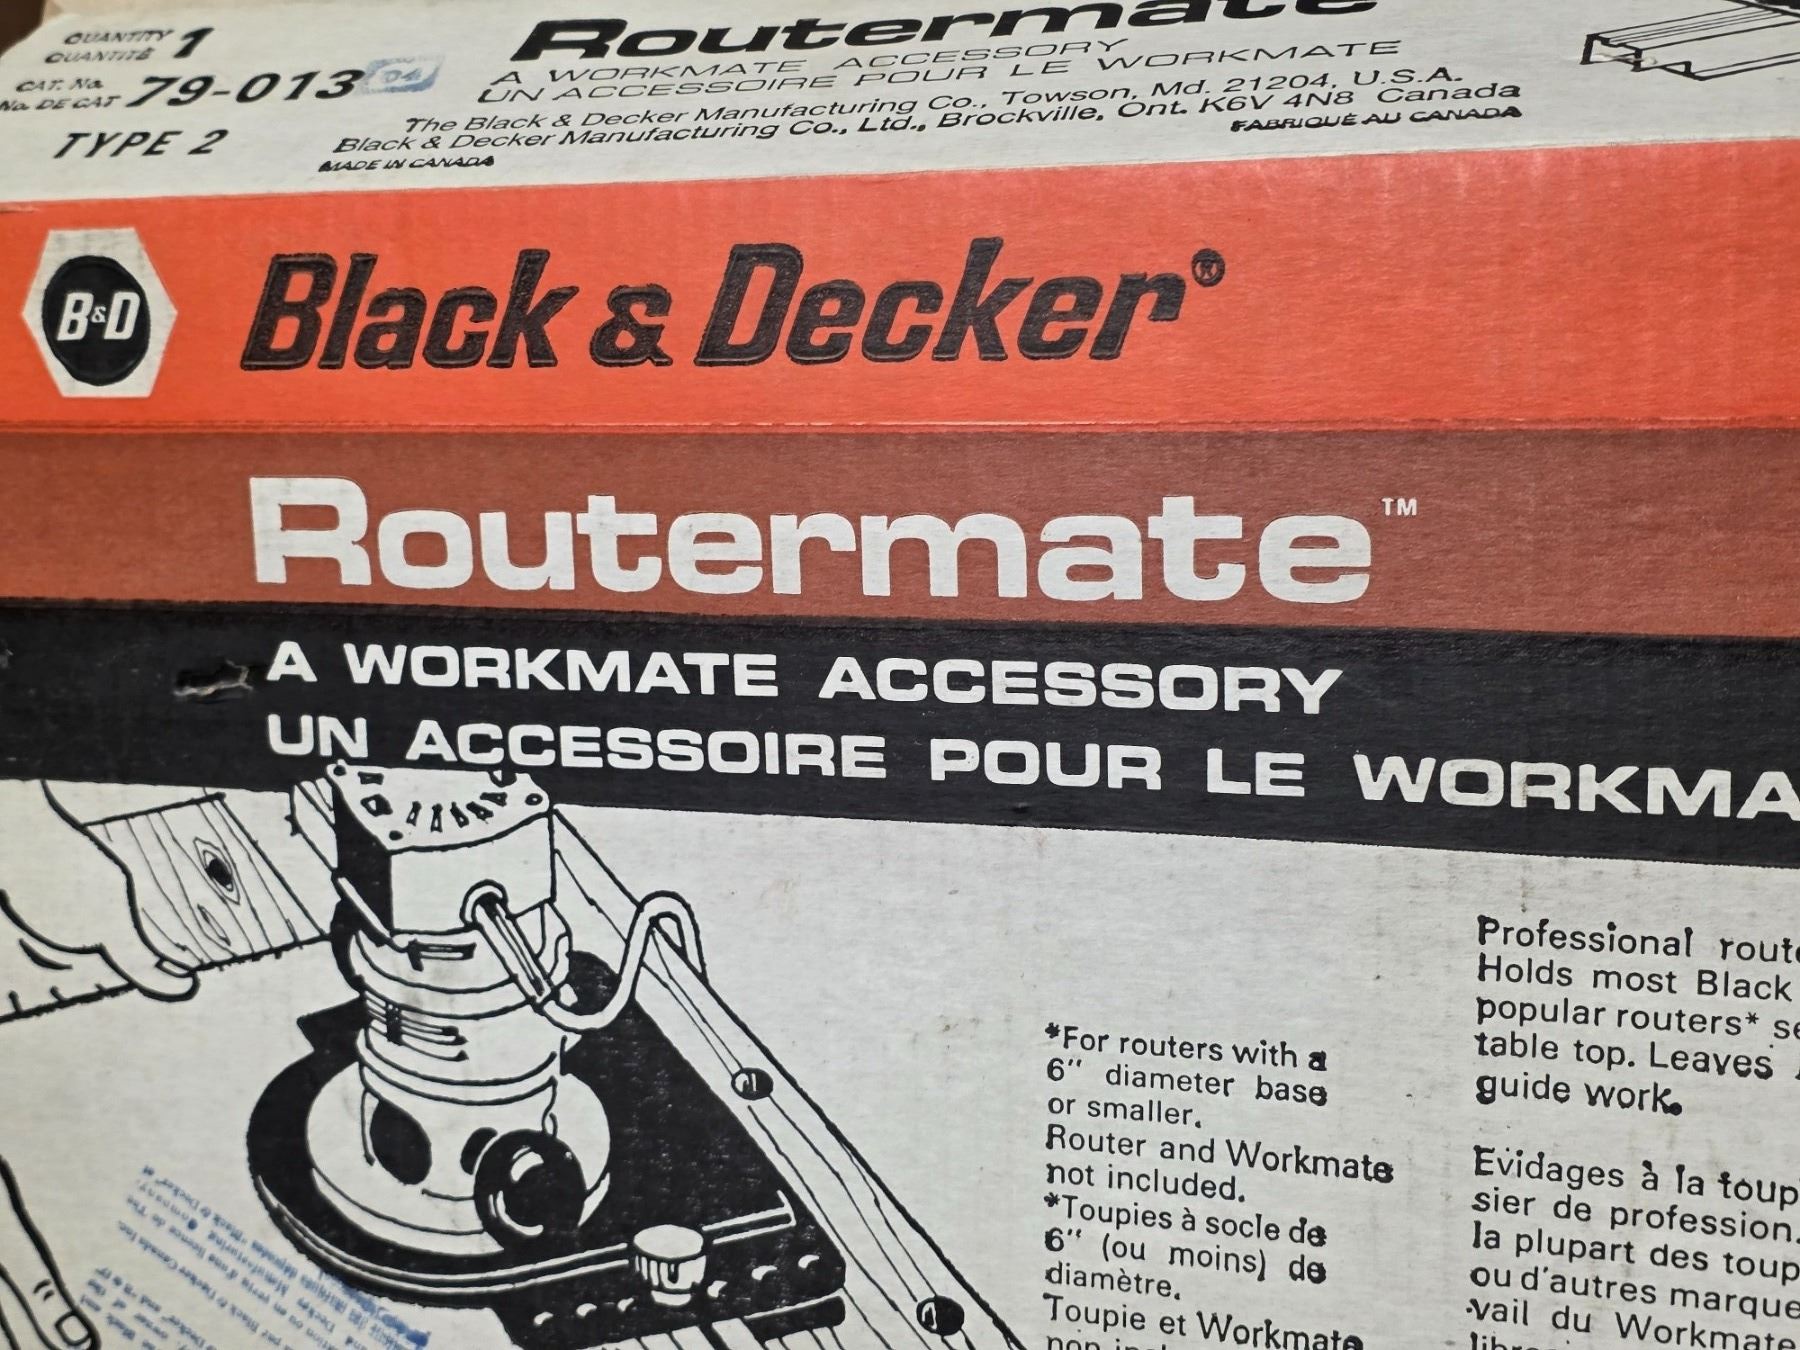 QUANTITY 1
QUANTITÉ
CAT. No.
No. DE CAT 79-013 04
TYPE 2
Routermate
A WORKMATE ACCESSORY
UN ACCESSOIRE POUR LE WORKMATE
The Black & Decker Manufacturing Co., Towson, Md. 21204, U.S.A.
Black & Decker Manufacturing Co., Ltd., Brockville, Ont. K6V 4N8 Canada
MADE IN CANADA
FABRIQUÉ AU CANADA
B&D
Black & Decker®
Routermate™
A WORKMATE ACCESSORY
UN ACCESSOIRE POUR LE WORKMA
*For routers with a
6" diameter base
or smaller.
Router and Workmate
not included.
*Toupies à socle de
6" (ou moins) de
diamètre.
Toupie et Workmate
non
Professional route
Holds most Black
popular routers* se
table top. Leaves
guide work.
Evidages à la toup
sier de profession.
la plupart des toup
ou d'autres marque
vail du Workmate